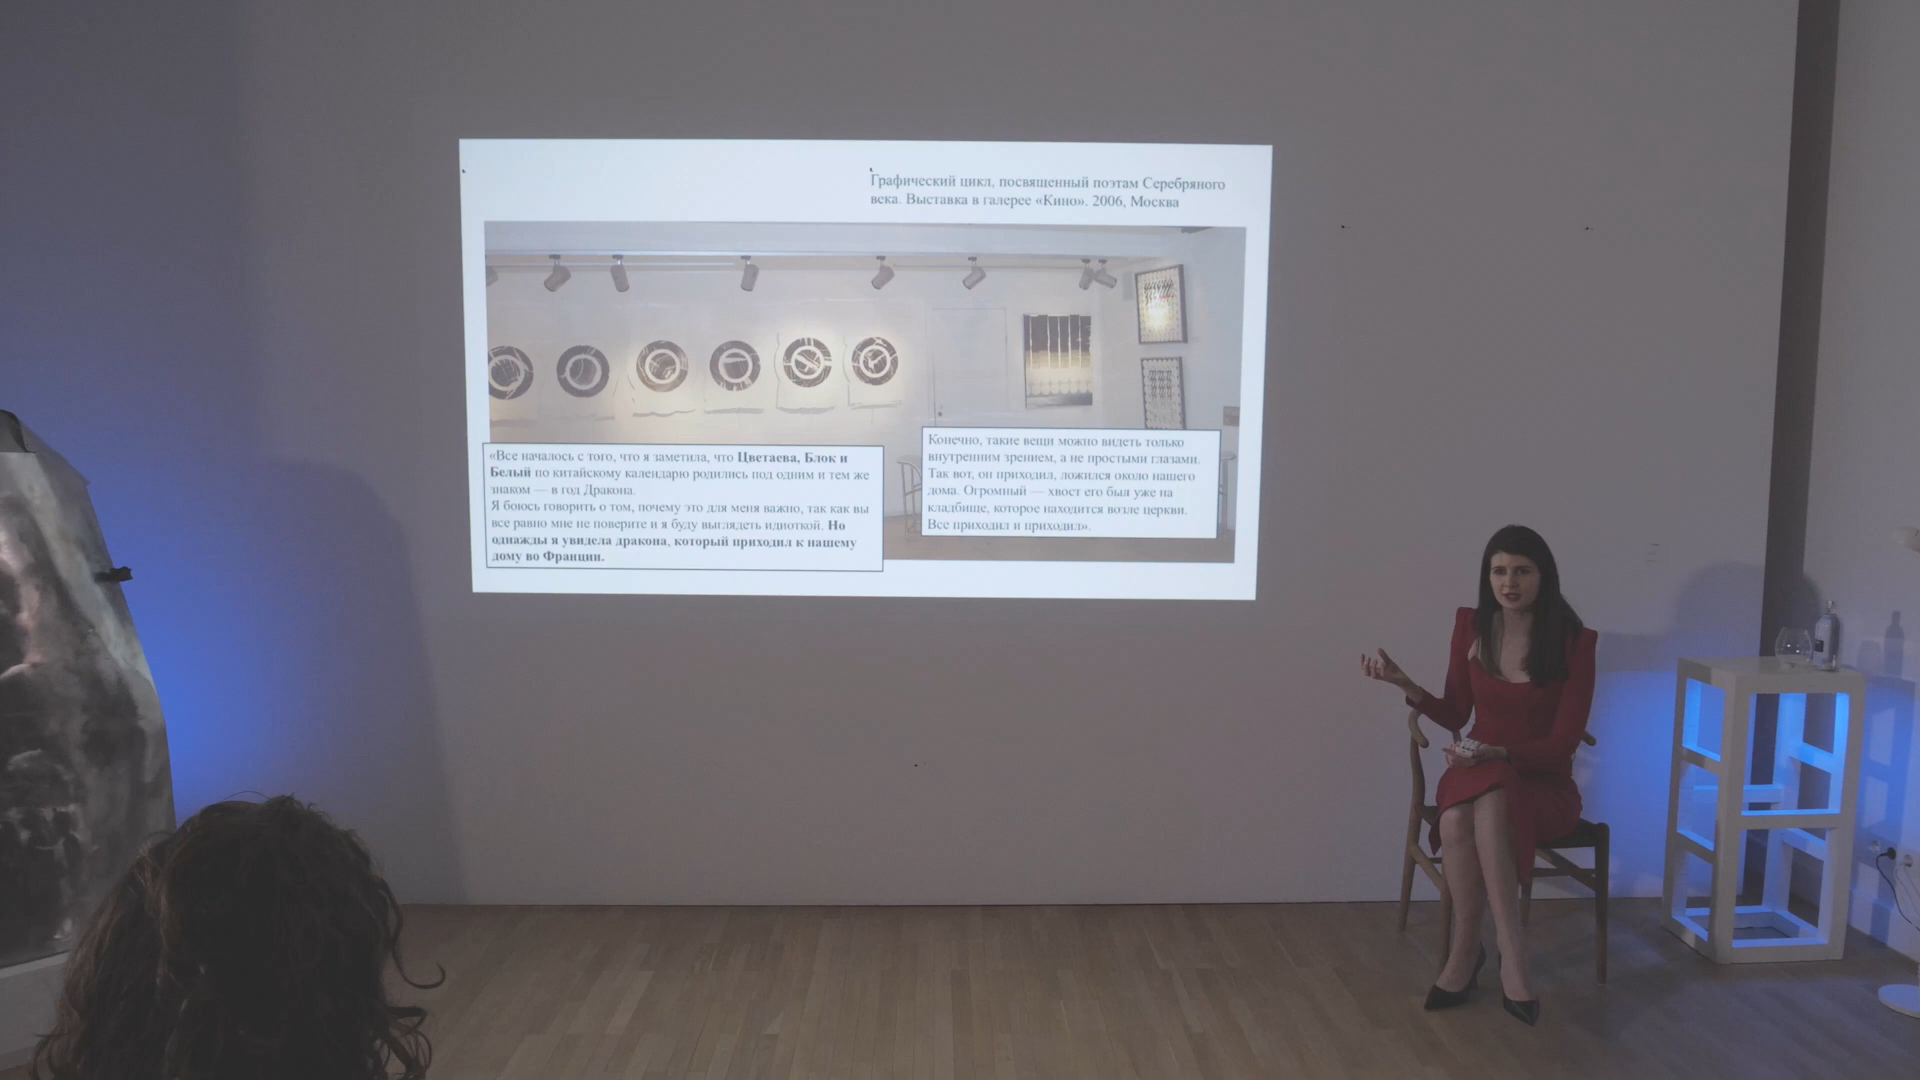 Графический цикл, посвященный поэтам Серебряного
века. Выставка в галерее «Кино». 2006, Москва
«Все началось с того, что я заметила, что Цветаева, Блок и
Белый по китайскому календарю родились под одним и тем же
знаком — в год Дракона.
Я боюсь говорить о том, почему это для меня важно, так как вы
все равно мне не поверите и я буду выглядеть идиоткой. Но
однажды я увидела дракона, который приходил к нашему
дому во Франции.
Конечно, такие вещи можно видеть только
внутренним зрением, а не простыми глазами.
Так вот, он приходил, ложился около нашего
дома. Огромный — хвост его был уже на
кладбище, которое находится возле церкви.
Все приходил и приходил».